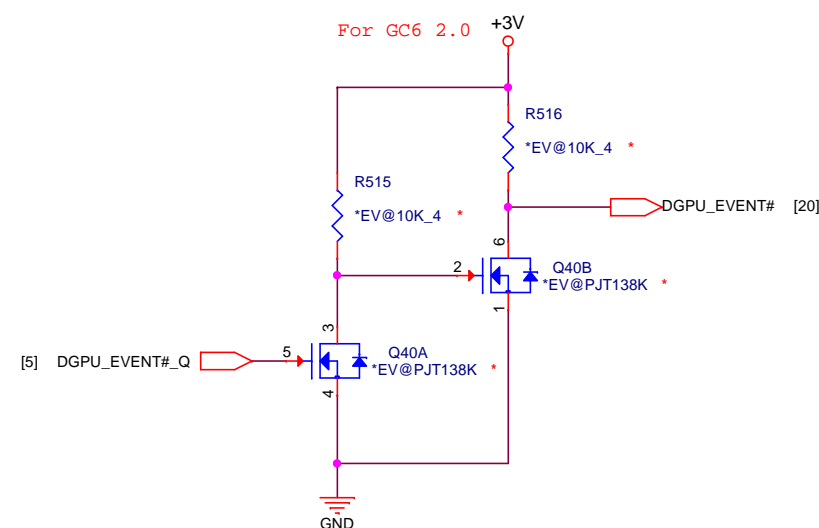 For GC6 2.0
+3V
R516
*EV@10K_4 *
R515
*EV@10K_4 *
DGPU_EVENT# [20]
6
2
Q40B
*EV@PJT138K *
1
3
[5] DGPU_EVENT#_Q
5
Q40A
*EV@PJT138K *
4
GND